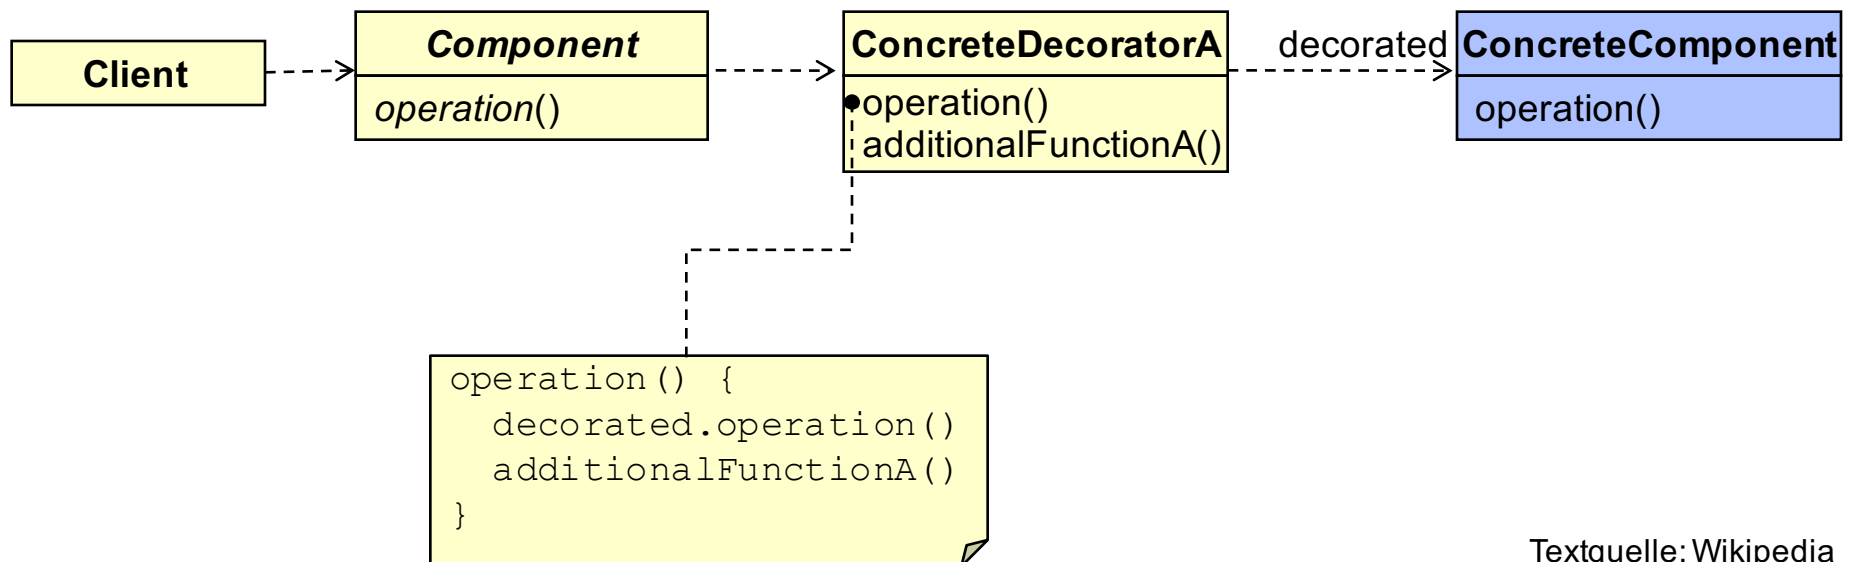 Client
Component
operation()
ConcreteDecoratorA
operation()
additionalFunctionA()
decorated
ConcreteComponent
operation()
operation() {
decorated.operation()
additionalFunctionA()
}
Textquelle: Wikipedia